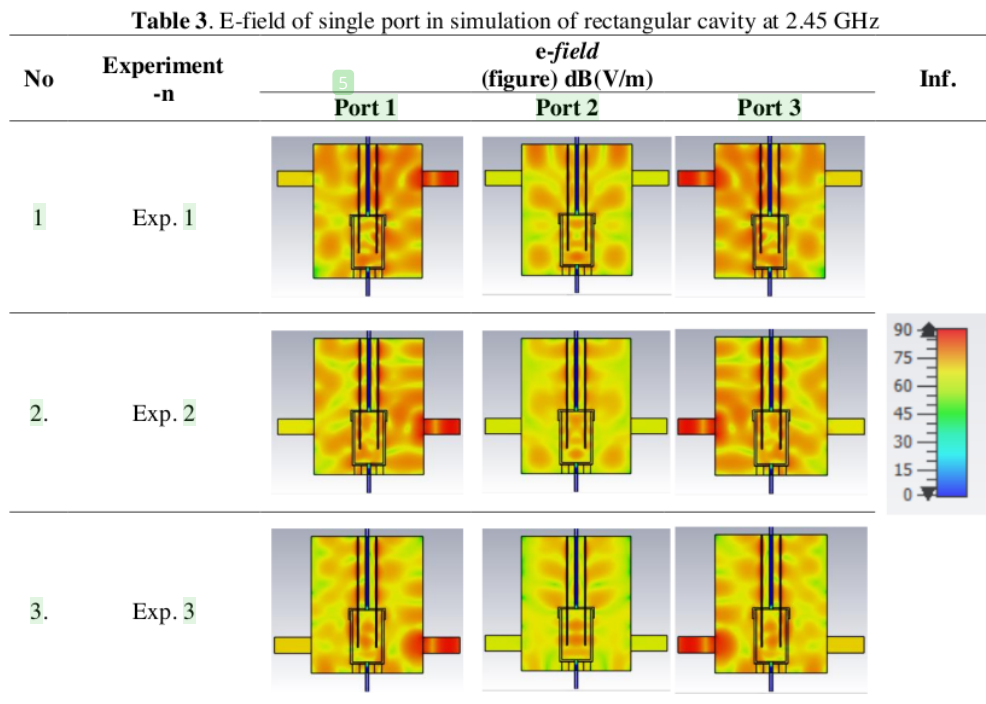 Table 3. E-field of single port in simulation of rectangular cavity at 2.45 GHz
No
Experiment
-n
e-field
(figure) dB(V/m)
Inf.
5
Port 1
Port 2
Port 3
1
Exp. 1
2.
Exp. 2
90
75
60
45
30
15
0
3.
Exp. 3